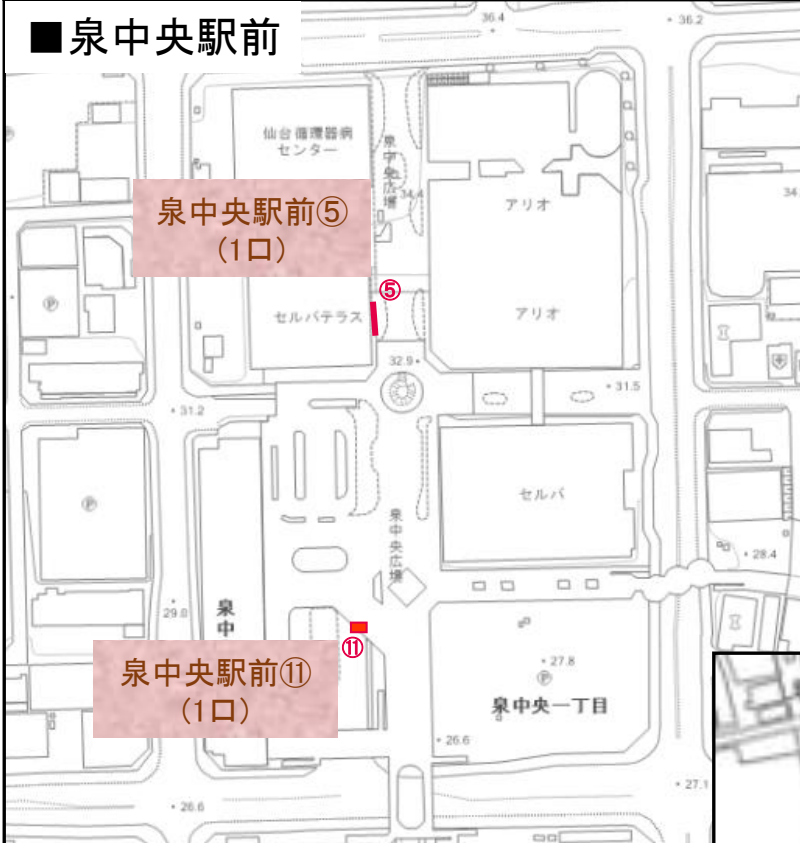 ■泉中央駅前
36.4
36.2
仙台循環器病
センター
泉中央広場
34.4
34
アリオ
泉中央駅前⑤
(1口)
⑤
セルバテラス
アリオ
32.9
31.5
31.2
セルバ
泉中央広場
28.4
29.8
泉中
⑪
泉中央駅前⑪
(1口)
27.8
泉中央一丁目
26.6
27.1
26.6